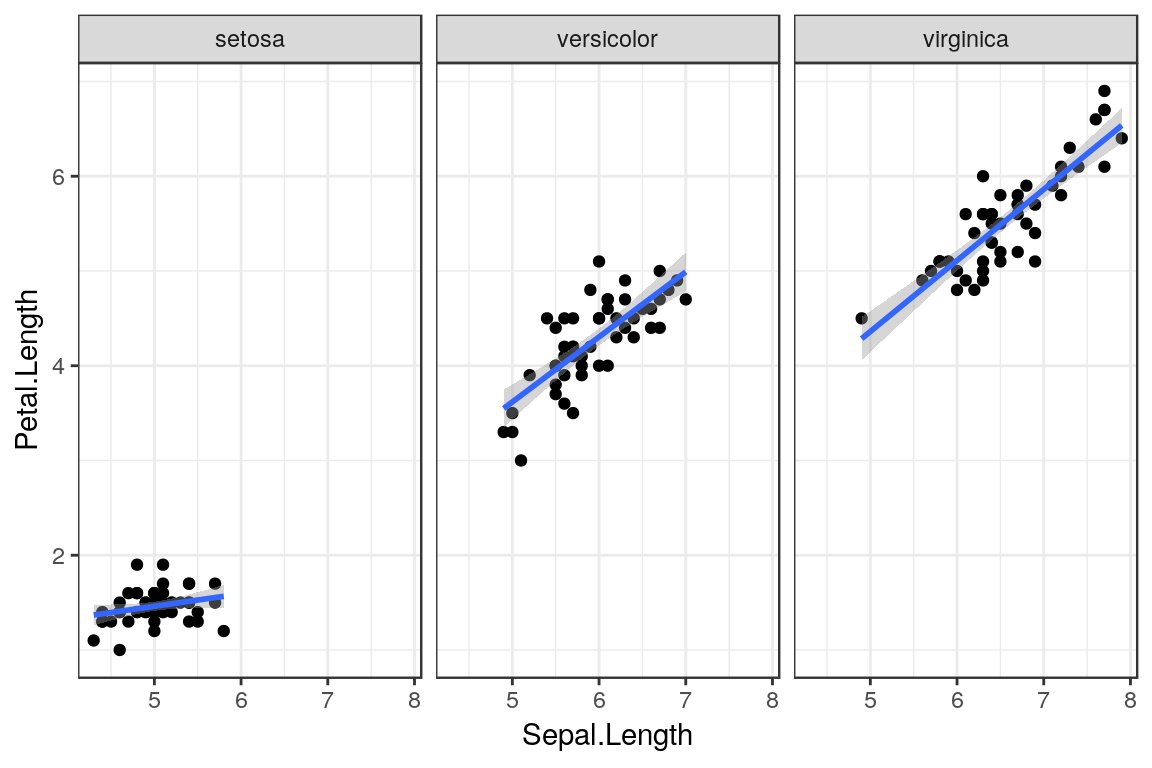 setosa versicolor virginica
6
4
2
Petal.Length
5 6 7 8 5 6 7 8 5 6 7 8
Sepal.Length